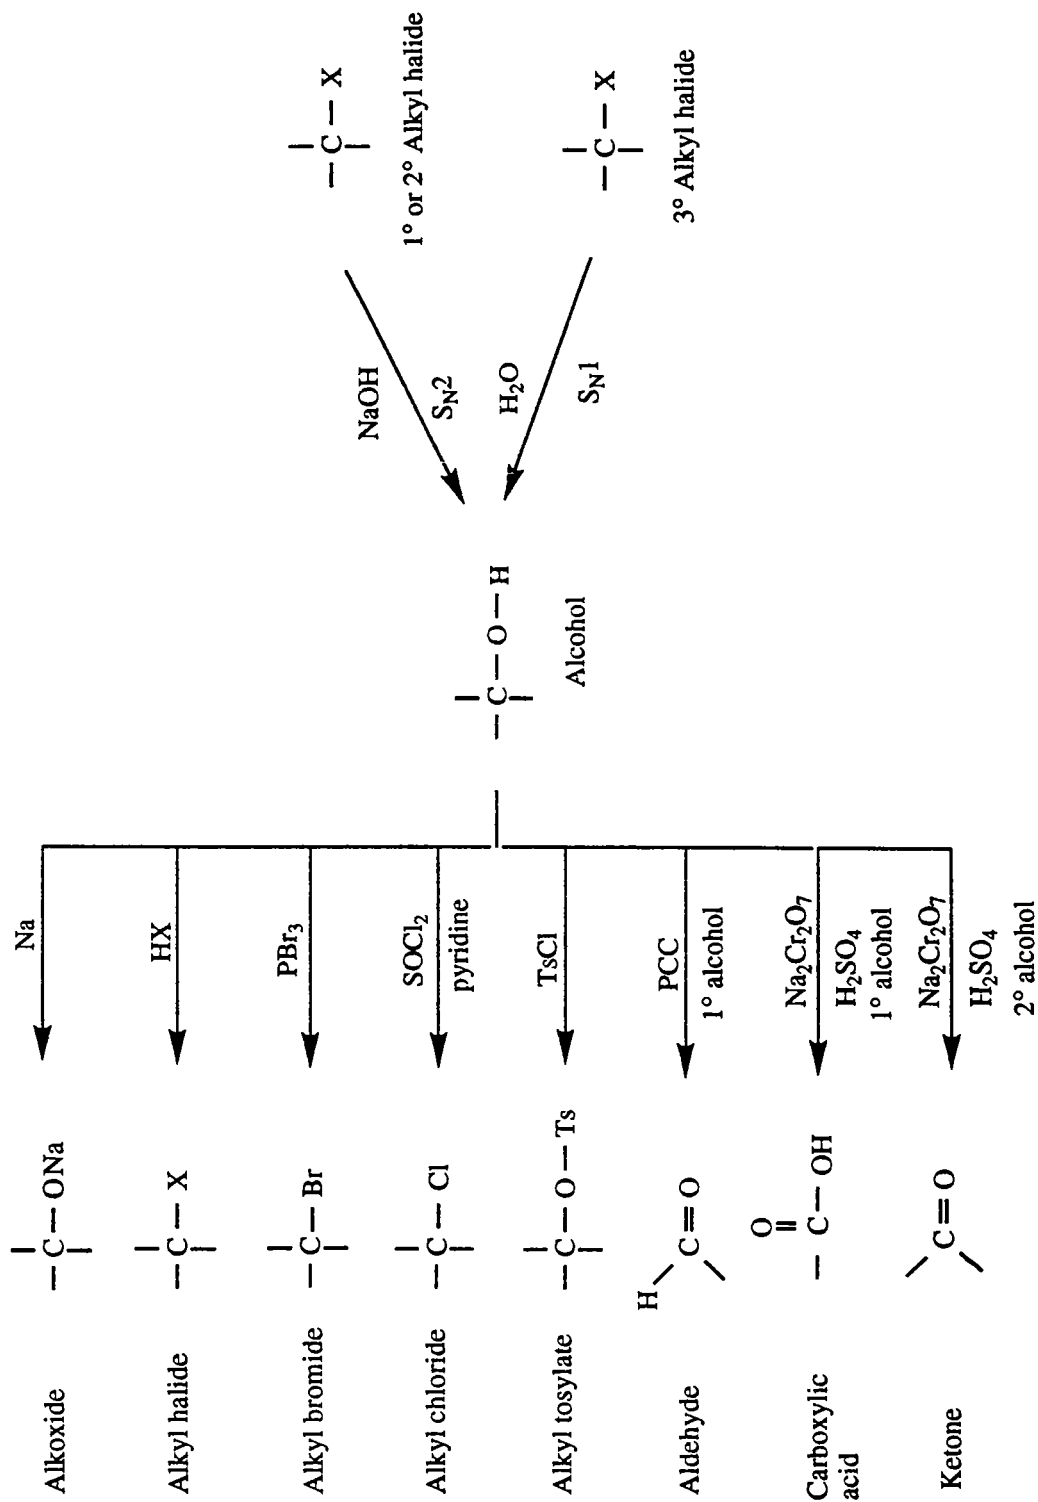 Alkoxide
— C — ONa
Na
Alkyl halide
— C — X
HX
Alkyl bromide
— C — Br
PBr₃
Alkyl chloride
— C — Cl
SOCl₂
pyridine
Alkyl tosylate
— C — O — Ts
TsCl
Aldehyde
H
C = O
PCC
1° alcohol
Carboxylic
acid
O
— C — OH
Na₂Cr₂O₇
H₂SO₄
1° alcohol
Ketone
C = O
Na₂Cr₂O₇
H₂SO₄
2° alcohol
— C — O — H
Alcohol
NaOH
SN2
— C — X
1° or 2° Alkyl halide
H₂O
SN1
— C — X
3° Alkyl halide